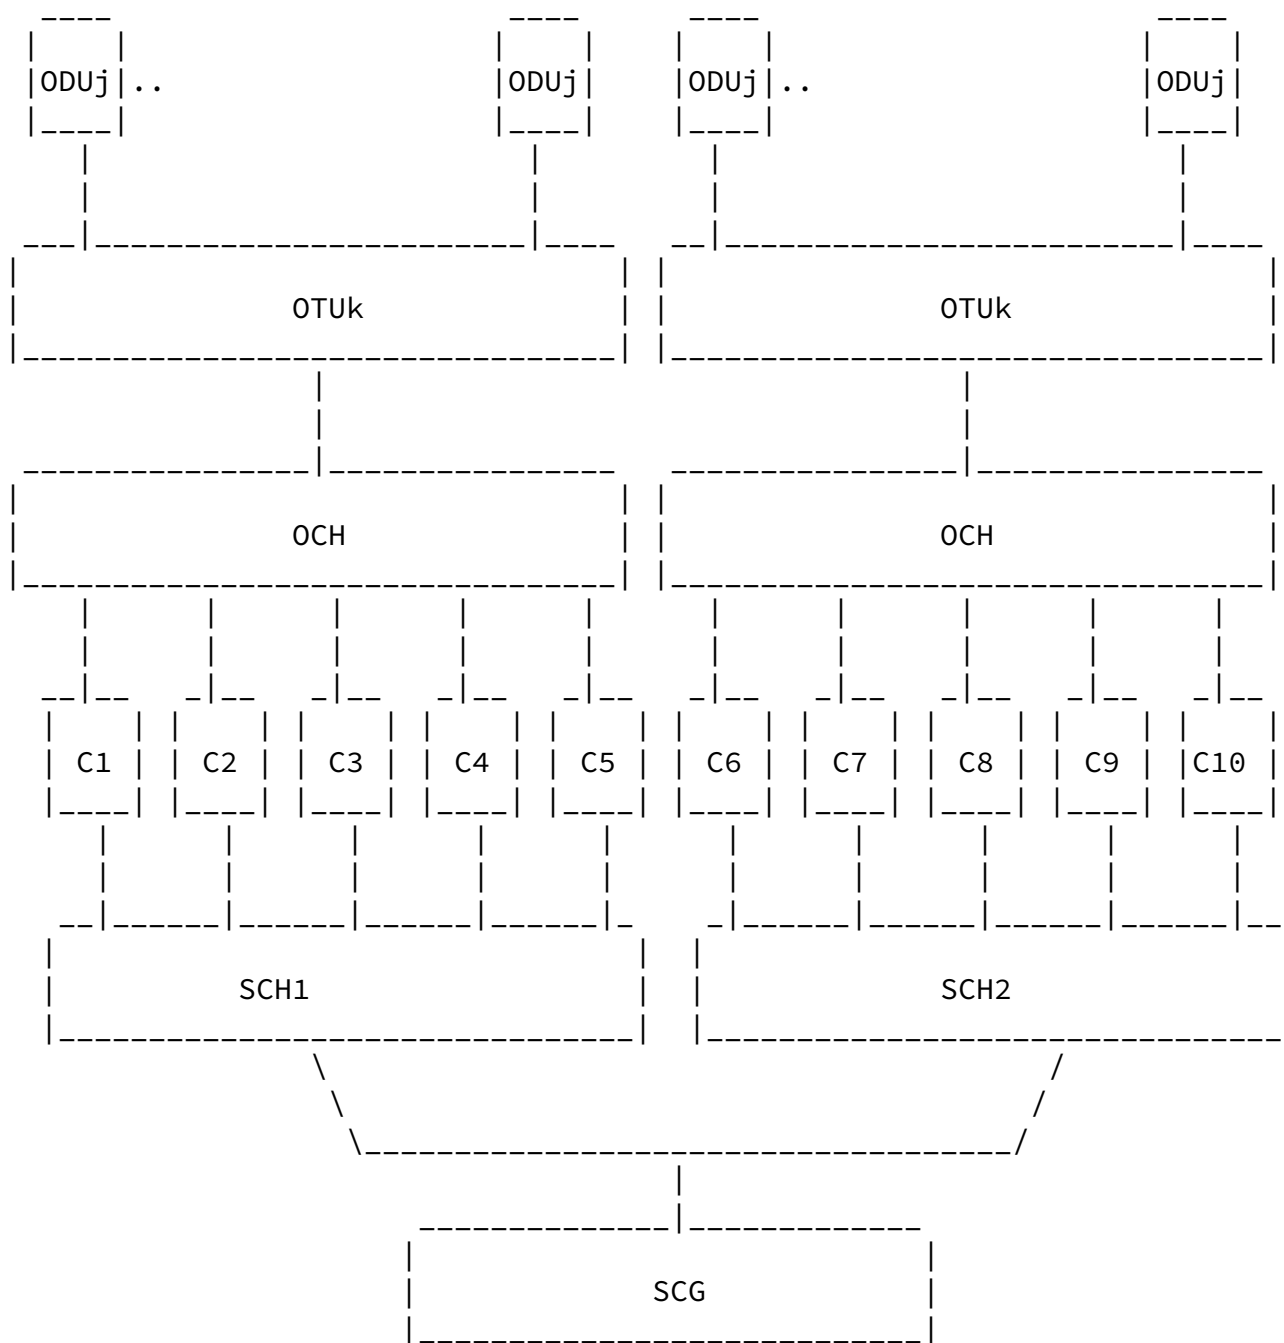 ODUj .. ODUj ODUj .. ODUj
OTUk OTUk
OCH OCH
C1 C2 C3 C4 C5 C6 C7 C8 C9 C10
SCH1 SCH2
SCG